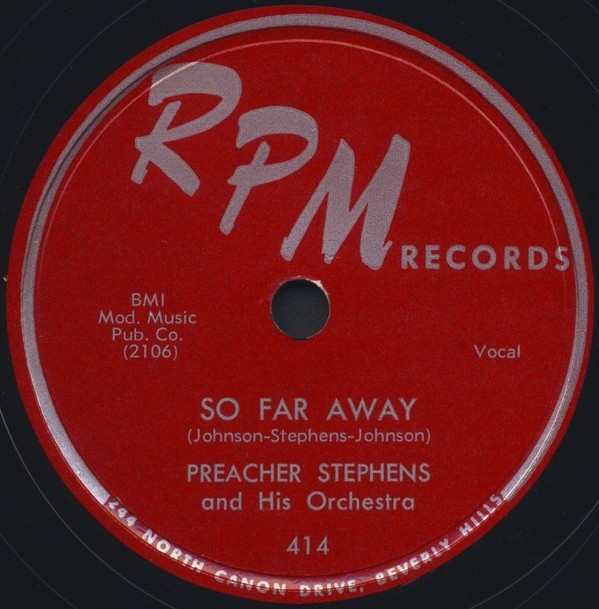 RPM
RECORDS
BMI
Mod. Music
Pub. Co.
(2106)
Vocal
SO FAR AWAY
(Johnson-Stephens-Johnson)
PREACHER STEPHENS
and His Orchestra
414
244 NORTH CANON DRIVE, BEVERLY HILLS